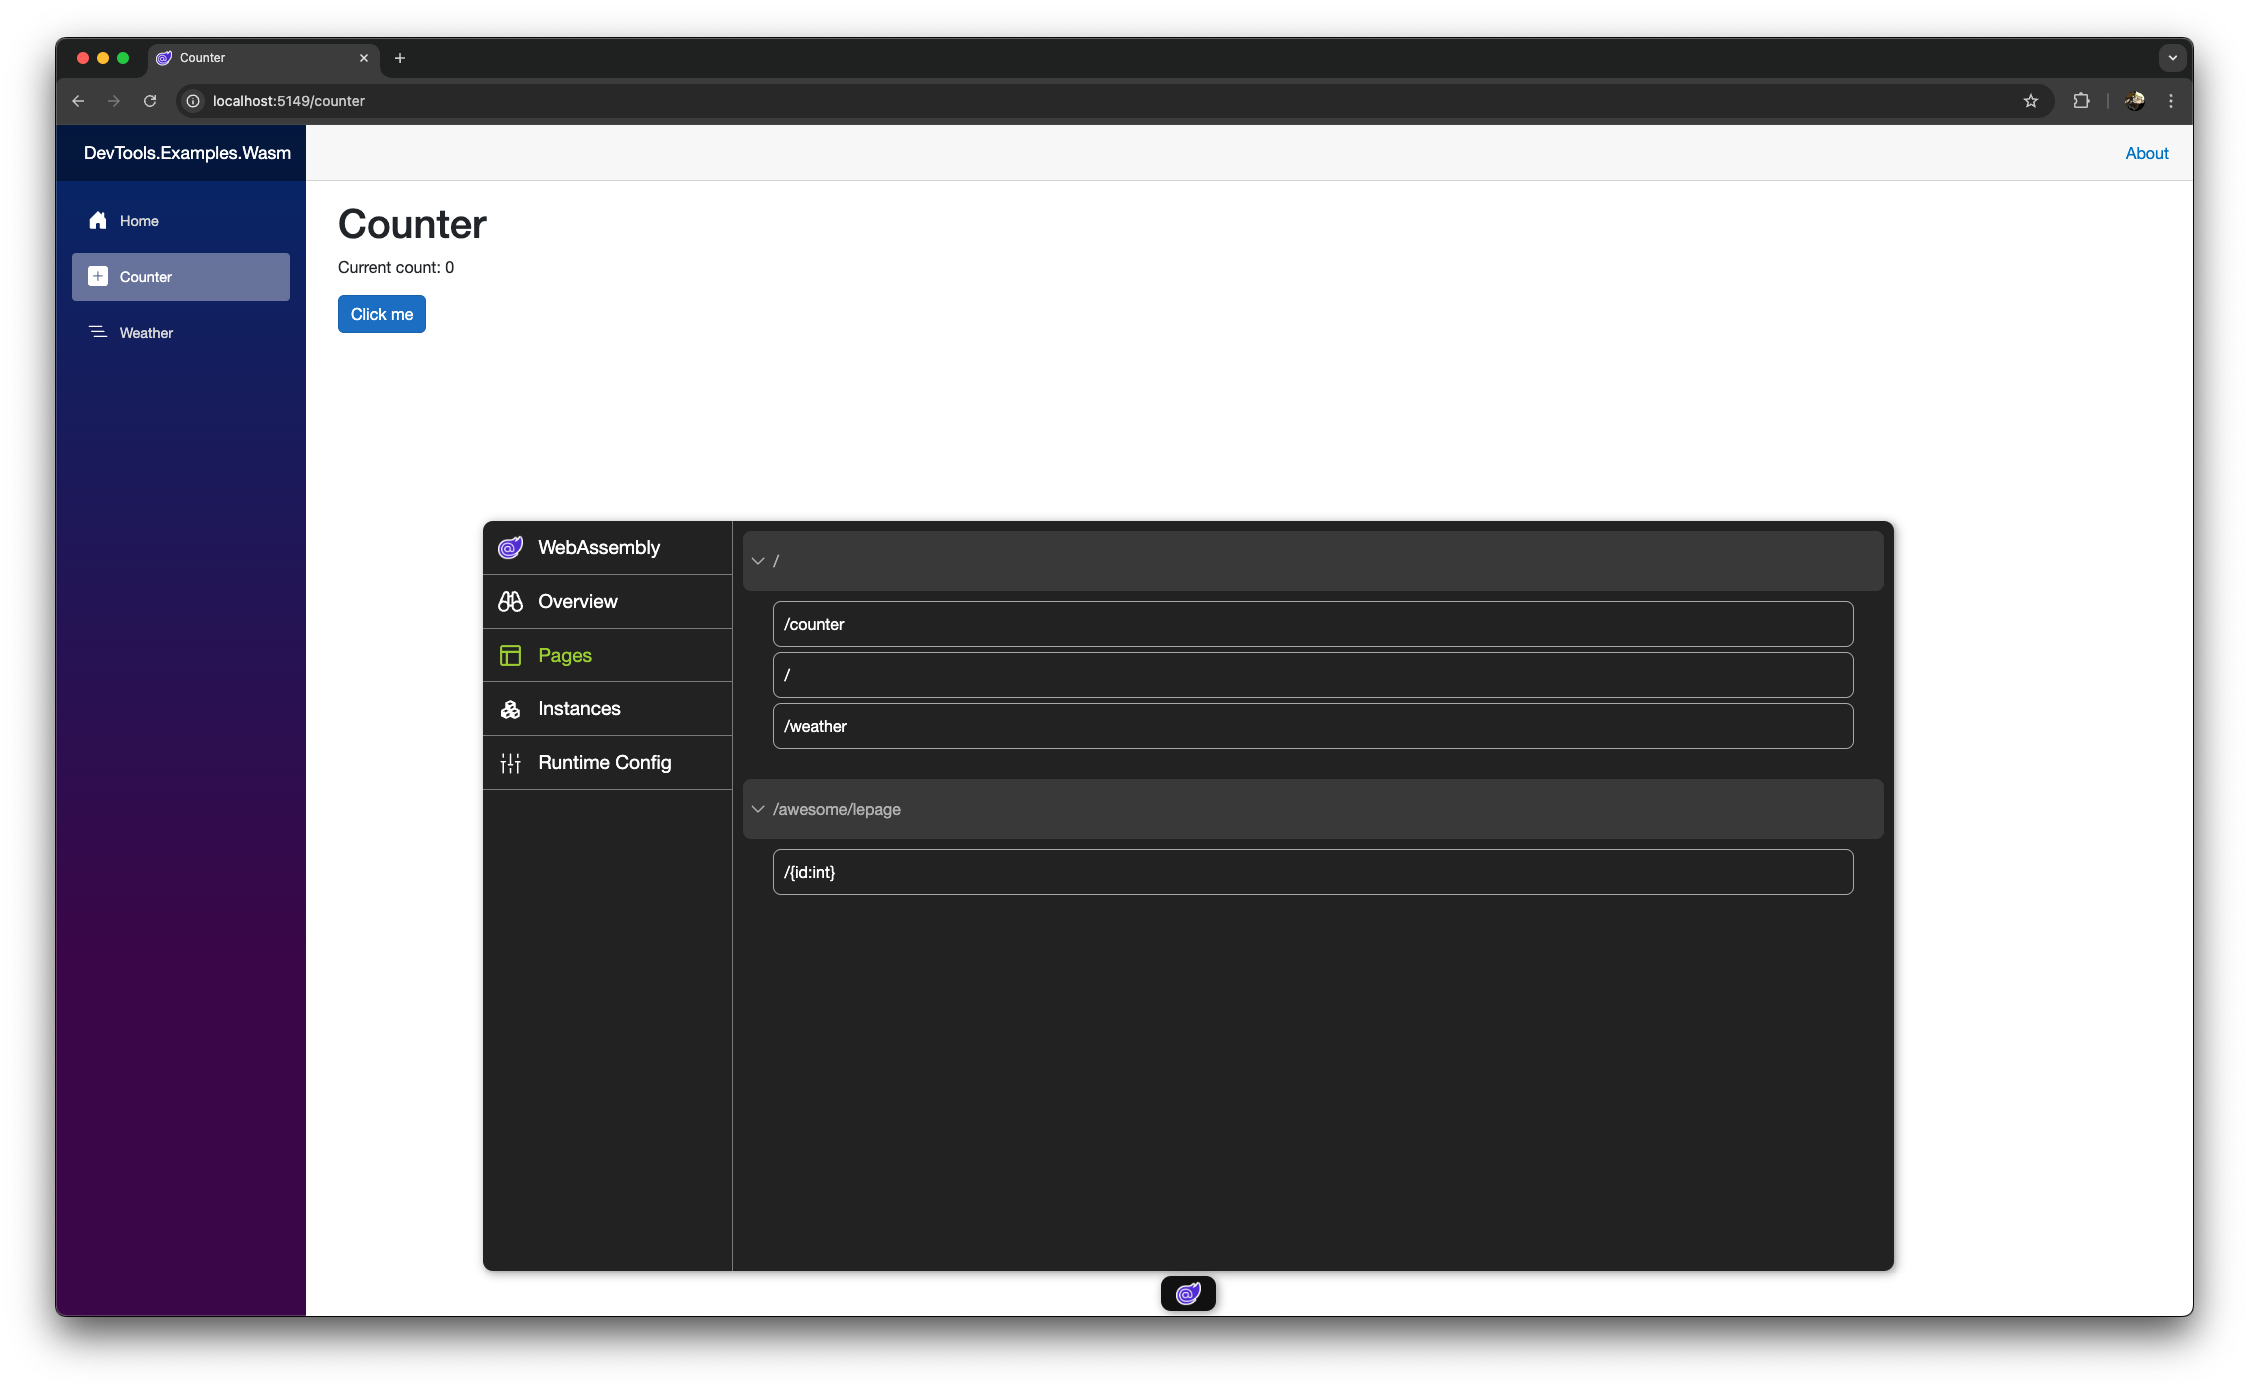 Counter
localhost:5149/counter
DevTools.Examples.Wasm
About
Home
Counter
Weather
Counter
Current count: 0
Click me
WebAssembly
Overview
Pages
Instances
Runtime Config
/
/counter
/
/weather
/awesome/lepage
/{id:int}